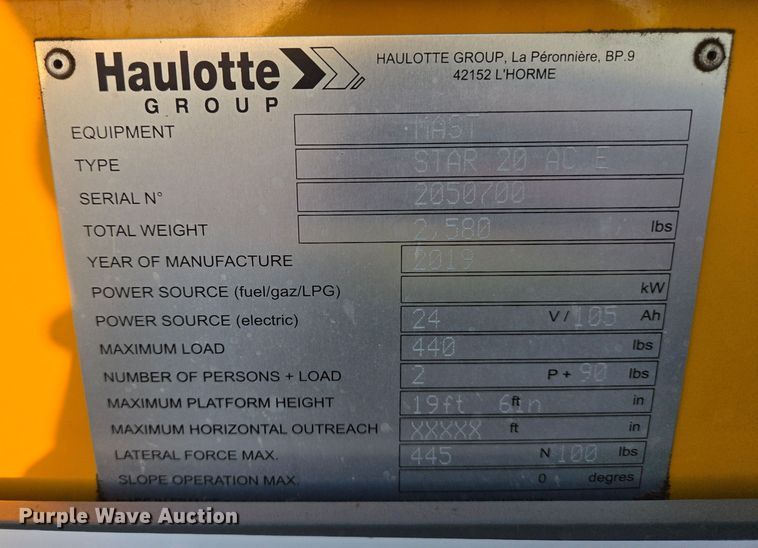 Haulotte
GROUP
HAULOTTE GROUP, La Péronnière, BP.9
42152 L'HORME
EQUIPMENT MAST
TYPE STAR 20 AC E
SERIAL N° 2050700
TOTAL WEIGHT 2,580 lbs
YEAR OF MANUFACTURE 2019
POWER SOURCE (fuel/gaz/LPG) kW
POWER SOURCE (electric) 24 V / 105 Ah
MAXIMUM LOAD 440 lbs
NUMBER OF PERSONS + LOAD 2 P + 90 lbs
MAXIMUM PLATFORM HEIGHT 19ft 6in ft in
MAXIMUM HORIZONTAL OUTREACH XXXXX ft in
LATERAL FORCE MAX. 445 N 100 lbs
SLOPE OPERATION MAX. 0 degres
Purple Wave Auction